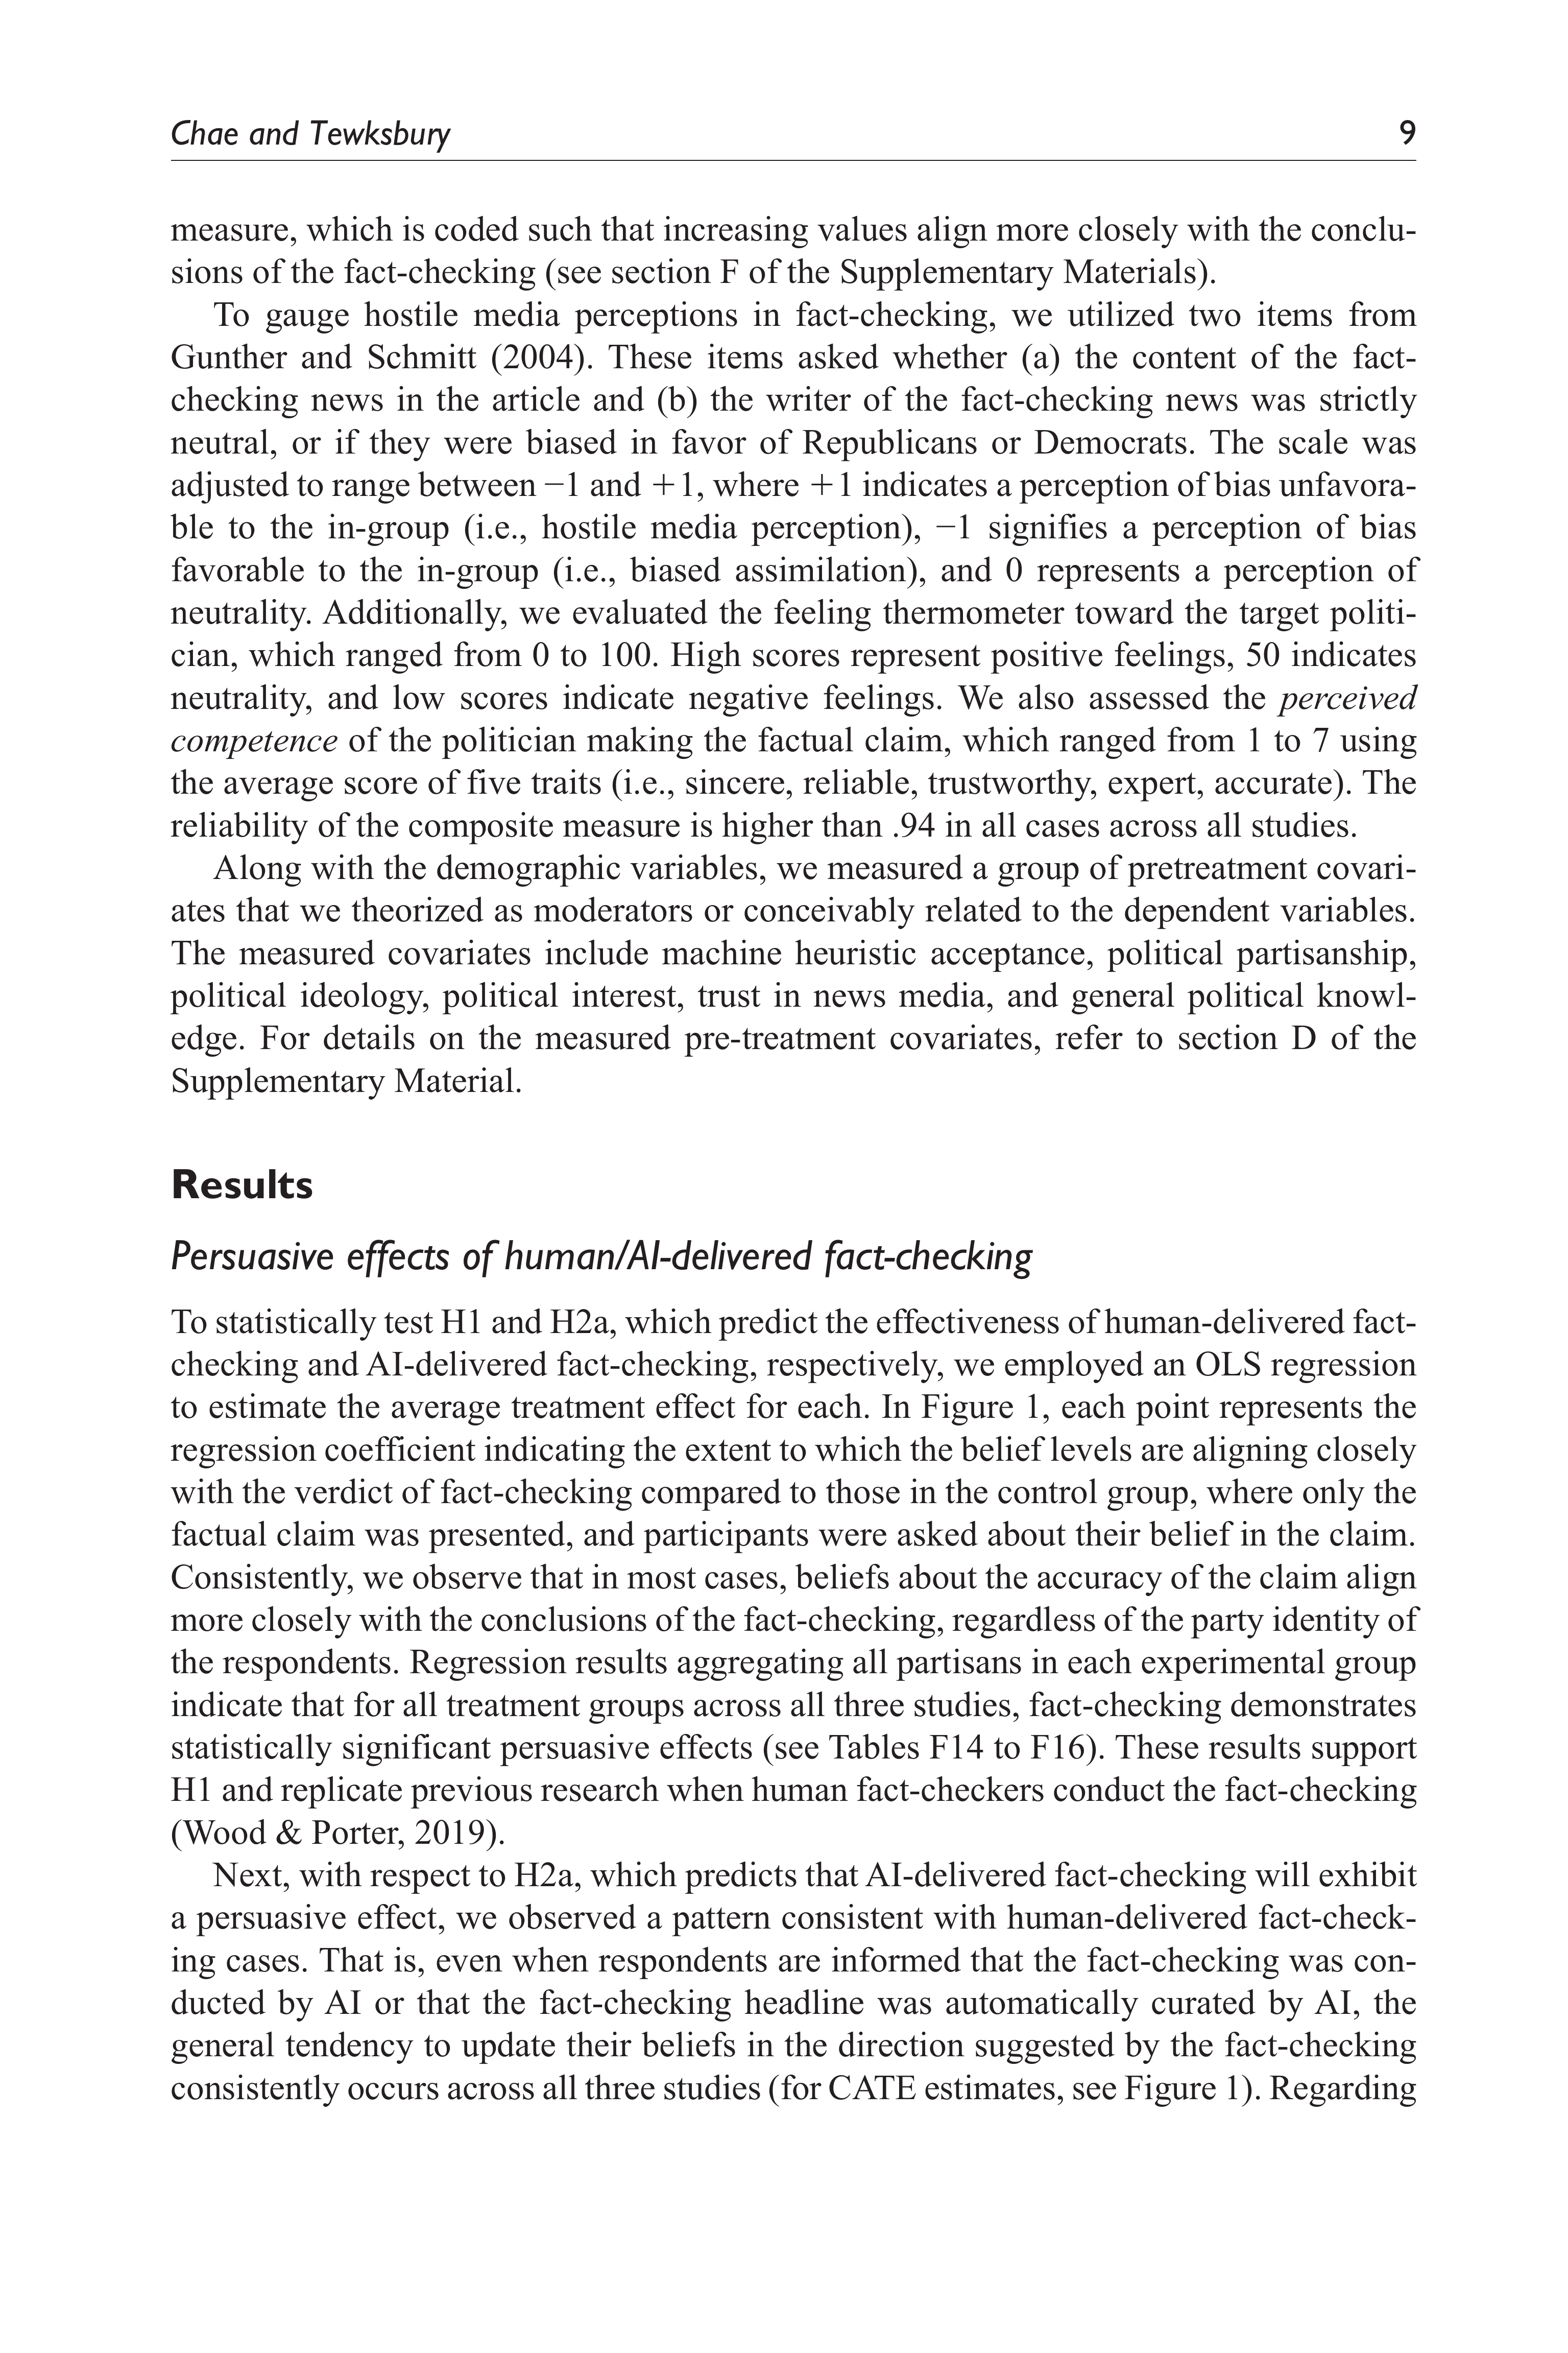 Chae and Tewksbury 9
measure, which is coded such that increasing values align more closely with the conclu-
sions of the fact-checking (see section F of the Supplementary Materials).
To gauge hostile media perceptions in fact-checking, we utilized two items from
Gunther and Schmitt (2004). These items asked whether (a) the content of the fact-
checking news in the article and (b) the writer of the fact-checking news was strictly
neutral, or if they were biased in favor of Republicans or Democrats. The scale was
adjusted to range between −1 and +1, where +1 indicates a perception of bias unfavora-
ble to the in-group (i.e., hostile media perception), −1 signifies a perception of bias
favorable to the in-group (i.e., biased assimilation), and 0 represents a perception of
neutrality. Additionally, we evaluated the feeling thermometer toward the target politi-
cian, which ranged from 0 to 100. High scores represent positive feelings, 50 indicates
neutrality, and low scores indicate negative feelings. We also assessed the perceived
competence of the politician making the factual claim, which ranged from 1 to 7 using
the average score of five traits (i.e., sincere, reliable, trustworthy, expert, accurate). The
reliability of the composite measure is higher than .94 in all cases across all studies.
Along with the demographic variables, we measured a group of pretreatment covari-
ates that we theorized as moderators or conceivably related to the dependent variables.
The measured covariates include machine heuristic acceptance, political partisanship,
political ideology, political interest, trust in news media, and general political knowl-
edge. For details on the measured pre-treatment covariates, refer to section D of the
Supplementary Material.
Results
Persuasive effects of human/AI-delivered fact-checking
To statistically test H1 and H2a, which predict the effectiveness of human-delivered fact-
checking and AI-delivered fact-checking, respectively, we employed an OLS regression
to estimate the average treatment effect for each. In Figure 1, each point represents the
regression coefficient indicating the extent to which the belief levels are aligning closely
with the verdict of fact-checking compared to those in the control group, where only the
factual claim was presented, and participants were asked about their belief in the claim.
Consistently, we observe that in most cases, beliefs about the accuracy of the claim align
more closely with the conclusions of the fact-checking, regardless of the party identity of
the respondents. Regression results aggregating all partisans in each experimental group
indicate that for all treatment groups across all three studies, fact-checking demonstrates
statistically significant persuasive effects (see Tables F14 to F16). These results support
H1 and replicate previous research when human fact-checkers conduct the fact-checking
(Wood & Porter, 2019).
Next, with respect to H2a, which predicts that AI-delivered fact-checking will exhibit
a persuasive effect, we observed a pattern consistent with human-delivered fact-check-
ing cases. That is, even when respondents are informed that the fact-checking was con-
ducted by AI or that the fact-checking headline was automatically curated by AI, the
general tendency to update their beliefs in the direction suggested by the fact-checking
consistently occurs across all three studies (for CATE estimates, see Figure 1). Regarding